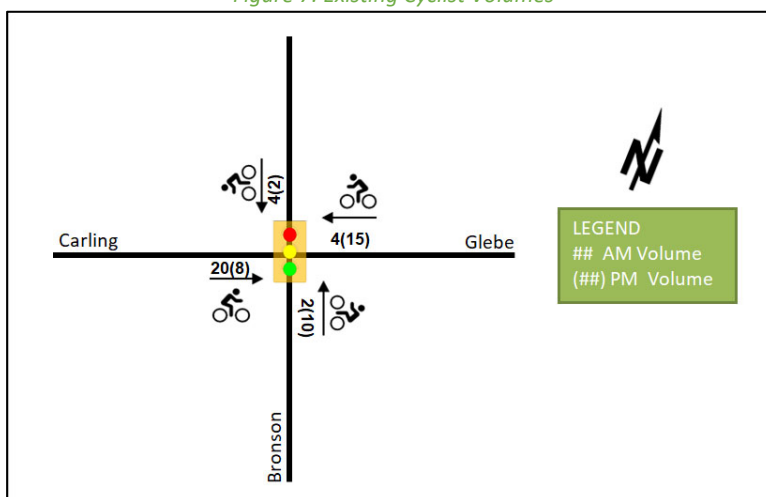 Figure 7: Existing Cyclist Volumes
4(2)
4(15)
Carling
Glebe
20(8)
2(10)
Bronson
N
LEGEND
## AM Volume
(##) PM Volume